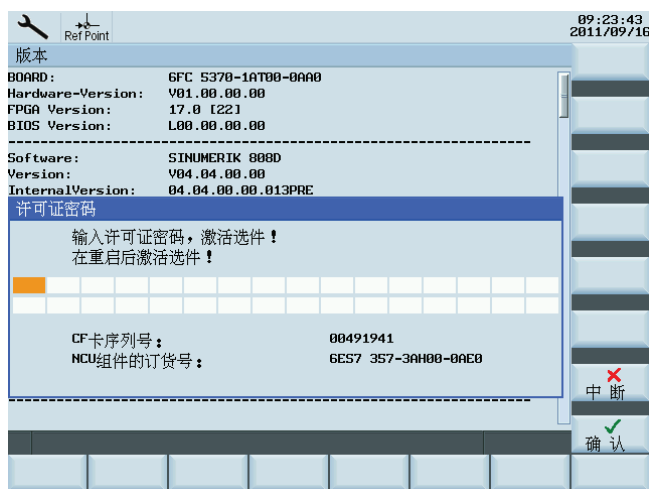 09:23:43
Ref Point
2011/09/16
版本
BOARD: 6FC 5370-1AT00-0AA0
Hardware-Version: V01.00.00.00
FPGA Version: 17.0 [22]
BIOS Version: L00.00.00.00
Software: SINUMERIK 808D
Version: V04.04.00.00
InternalVersion: 04.04.00.00.013PRE
许可证密码
输入许可证密码，激活选件！
在重启后激活选件！
CF卡序列号： 00491941
NCU组件的订货号： 6ES7 357-3AH00-0AE0
中断
确认